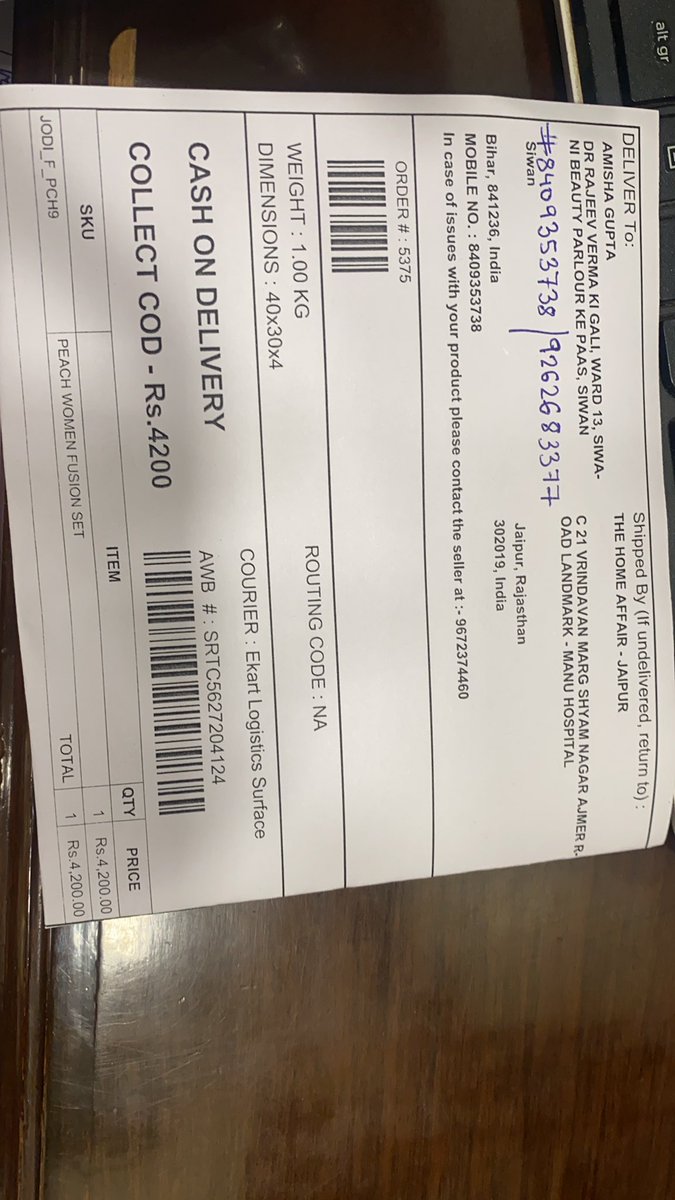 alt gr
DELIVER To:
AMISHA GUPTA
DR RAJEEV VERMA KI GALI, WARD 13, SIWA-
NI BEAUTY PARLOUR KE PAAS, SIWAN
#8409353738 / 9262683377
Siwan
Bihar, 841236, India
MOBILE NO. : 8409353738
In case of issues with your product please contact the seller at :- 9672374460
Shipped By (If undelivered, return to) :
THE HOME AFFAIR - JAIPUR
C 21 VRINDAVAN MARG SHYAM NAGAR AJMER R-
OAD LANDMARK - MANU HOSPITAL
Jaipur, Rajasthan
302019, India
ORDER # : 5375
WEIGHT : 1.00 KG
DIMENSIONS : 40x30x4
ROUTING CODE : NA
CASH ON DELIVERY
COLLECT COD - Rs.4200
COURIER : Ekart Logistics Surface
AWB # : SRTC5627204124
SKU ITEM QTY PRICE
JODI_F_PCH9 PEACH WOMEN FUSION SET 1 Rs.4,200.00
TOTAL 1 Rs.4,200.00